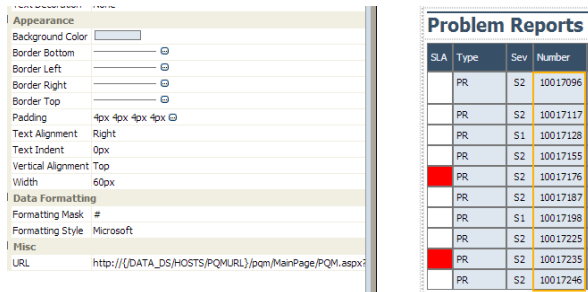 Text Decoration None
Appearance
Background Color
Border Bottom
Border Left
Border Right
Border Top
Padding 4px 4px 4px 4px
Text Alignment Right
Text Indent 0px
Vertical Alignment Top
Width 60px
Data Formatting
Formatting Mask #
Formatting Style Microsoft
Misc
URL http://{/DATA_DS/HOSTS/PQMURL}/pqm/MainPage/PQM.aspx?
Problem Reports
SLA Type Sev Number
PR S2 10017096
PR S2 10017117
PR S1 10017128
PR S2 10017155
PR S2 10017176
PR S2 10017187
PR S1 10017198
PR S2 10017225
PR S2 10017235
PR S2 10017246